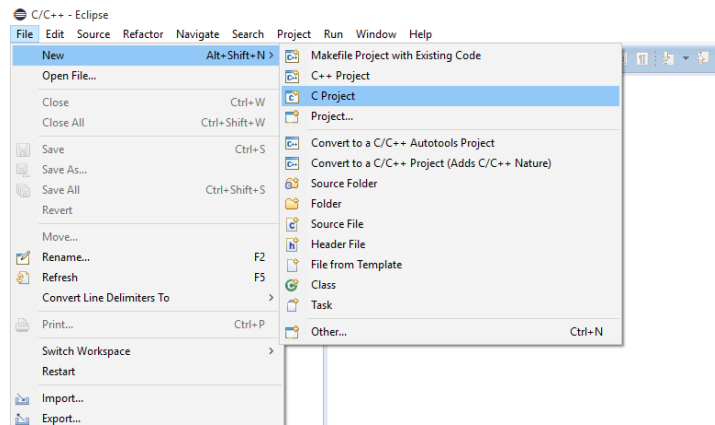 C/C++ - Eclipse
File Edit Source Refactor Navigate Search Project Run Window Help
New Alt+Shift+N >
Open File...
Close Ctrl+W
Close All Ctrl+Shift+W
Save Ctrl+S
Save As...
Save All Ctrl+Shift+S
Revert
Move...
Rename... F2
Refresh F5
Convert Line Delimiters To >
Print... Ctrl+P
Switch Workspace >
Restart
Import...
Export...
Makefile Project with Existing Code
C++ Project
C Project
Project...
Convert to a C/C++ Autotools Project
Convert to a C/C++ Project (Adds C/C++ Nature)
Source Folder
Folder
Source File
Header File
File from Template
Class
Task
Other... Ctrl+N